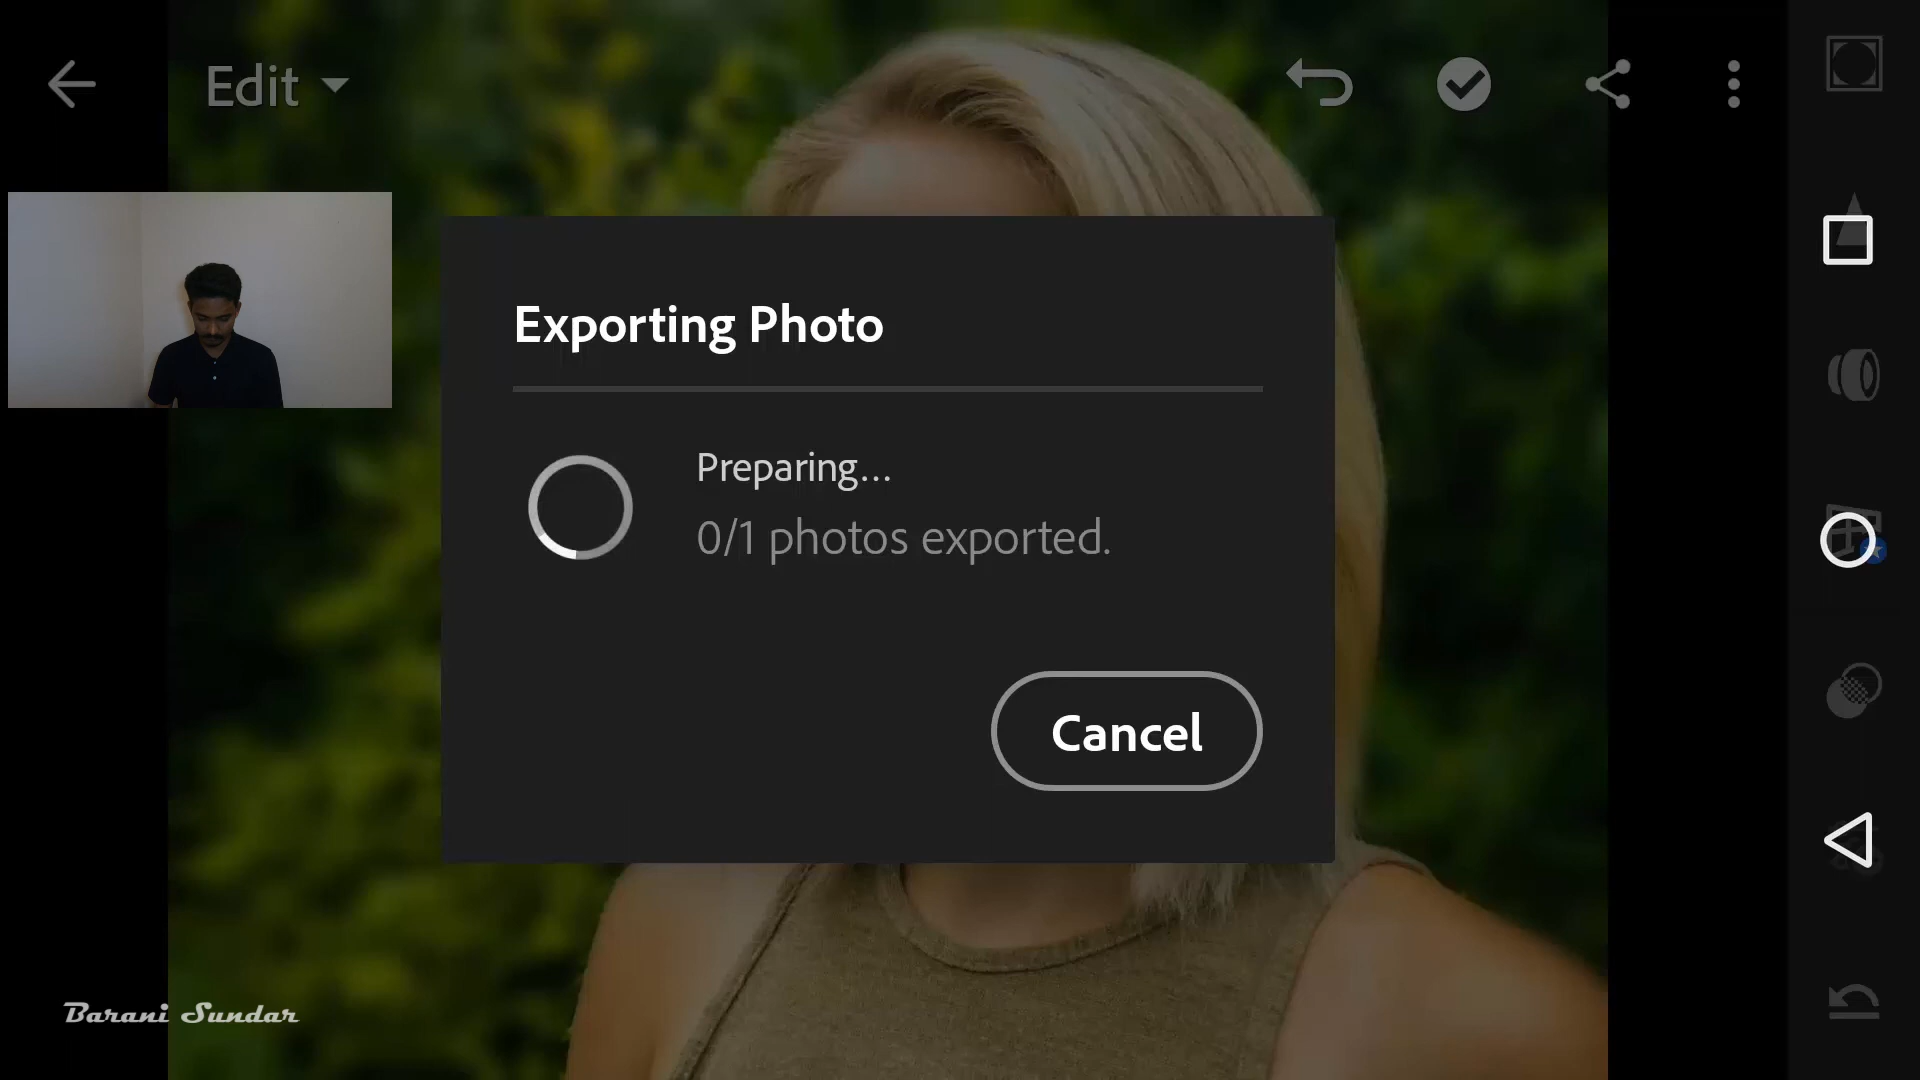 Edit
Exporting Photo
Preparing...
0/1 photos exported.
Cancel
Barani Sundar